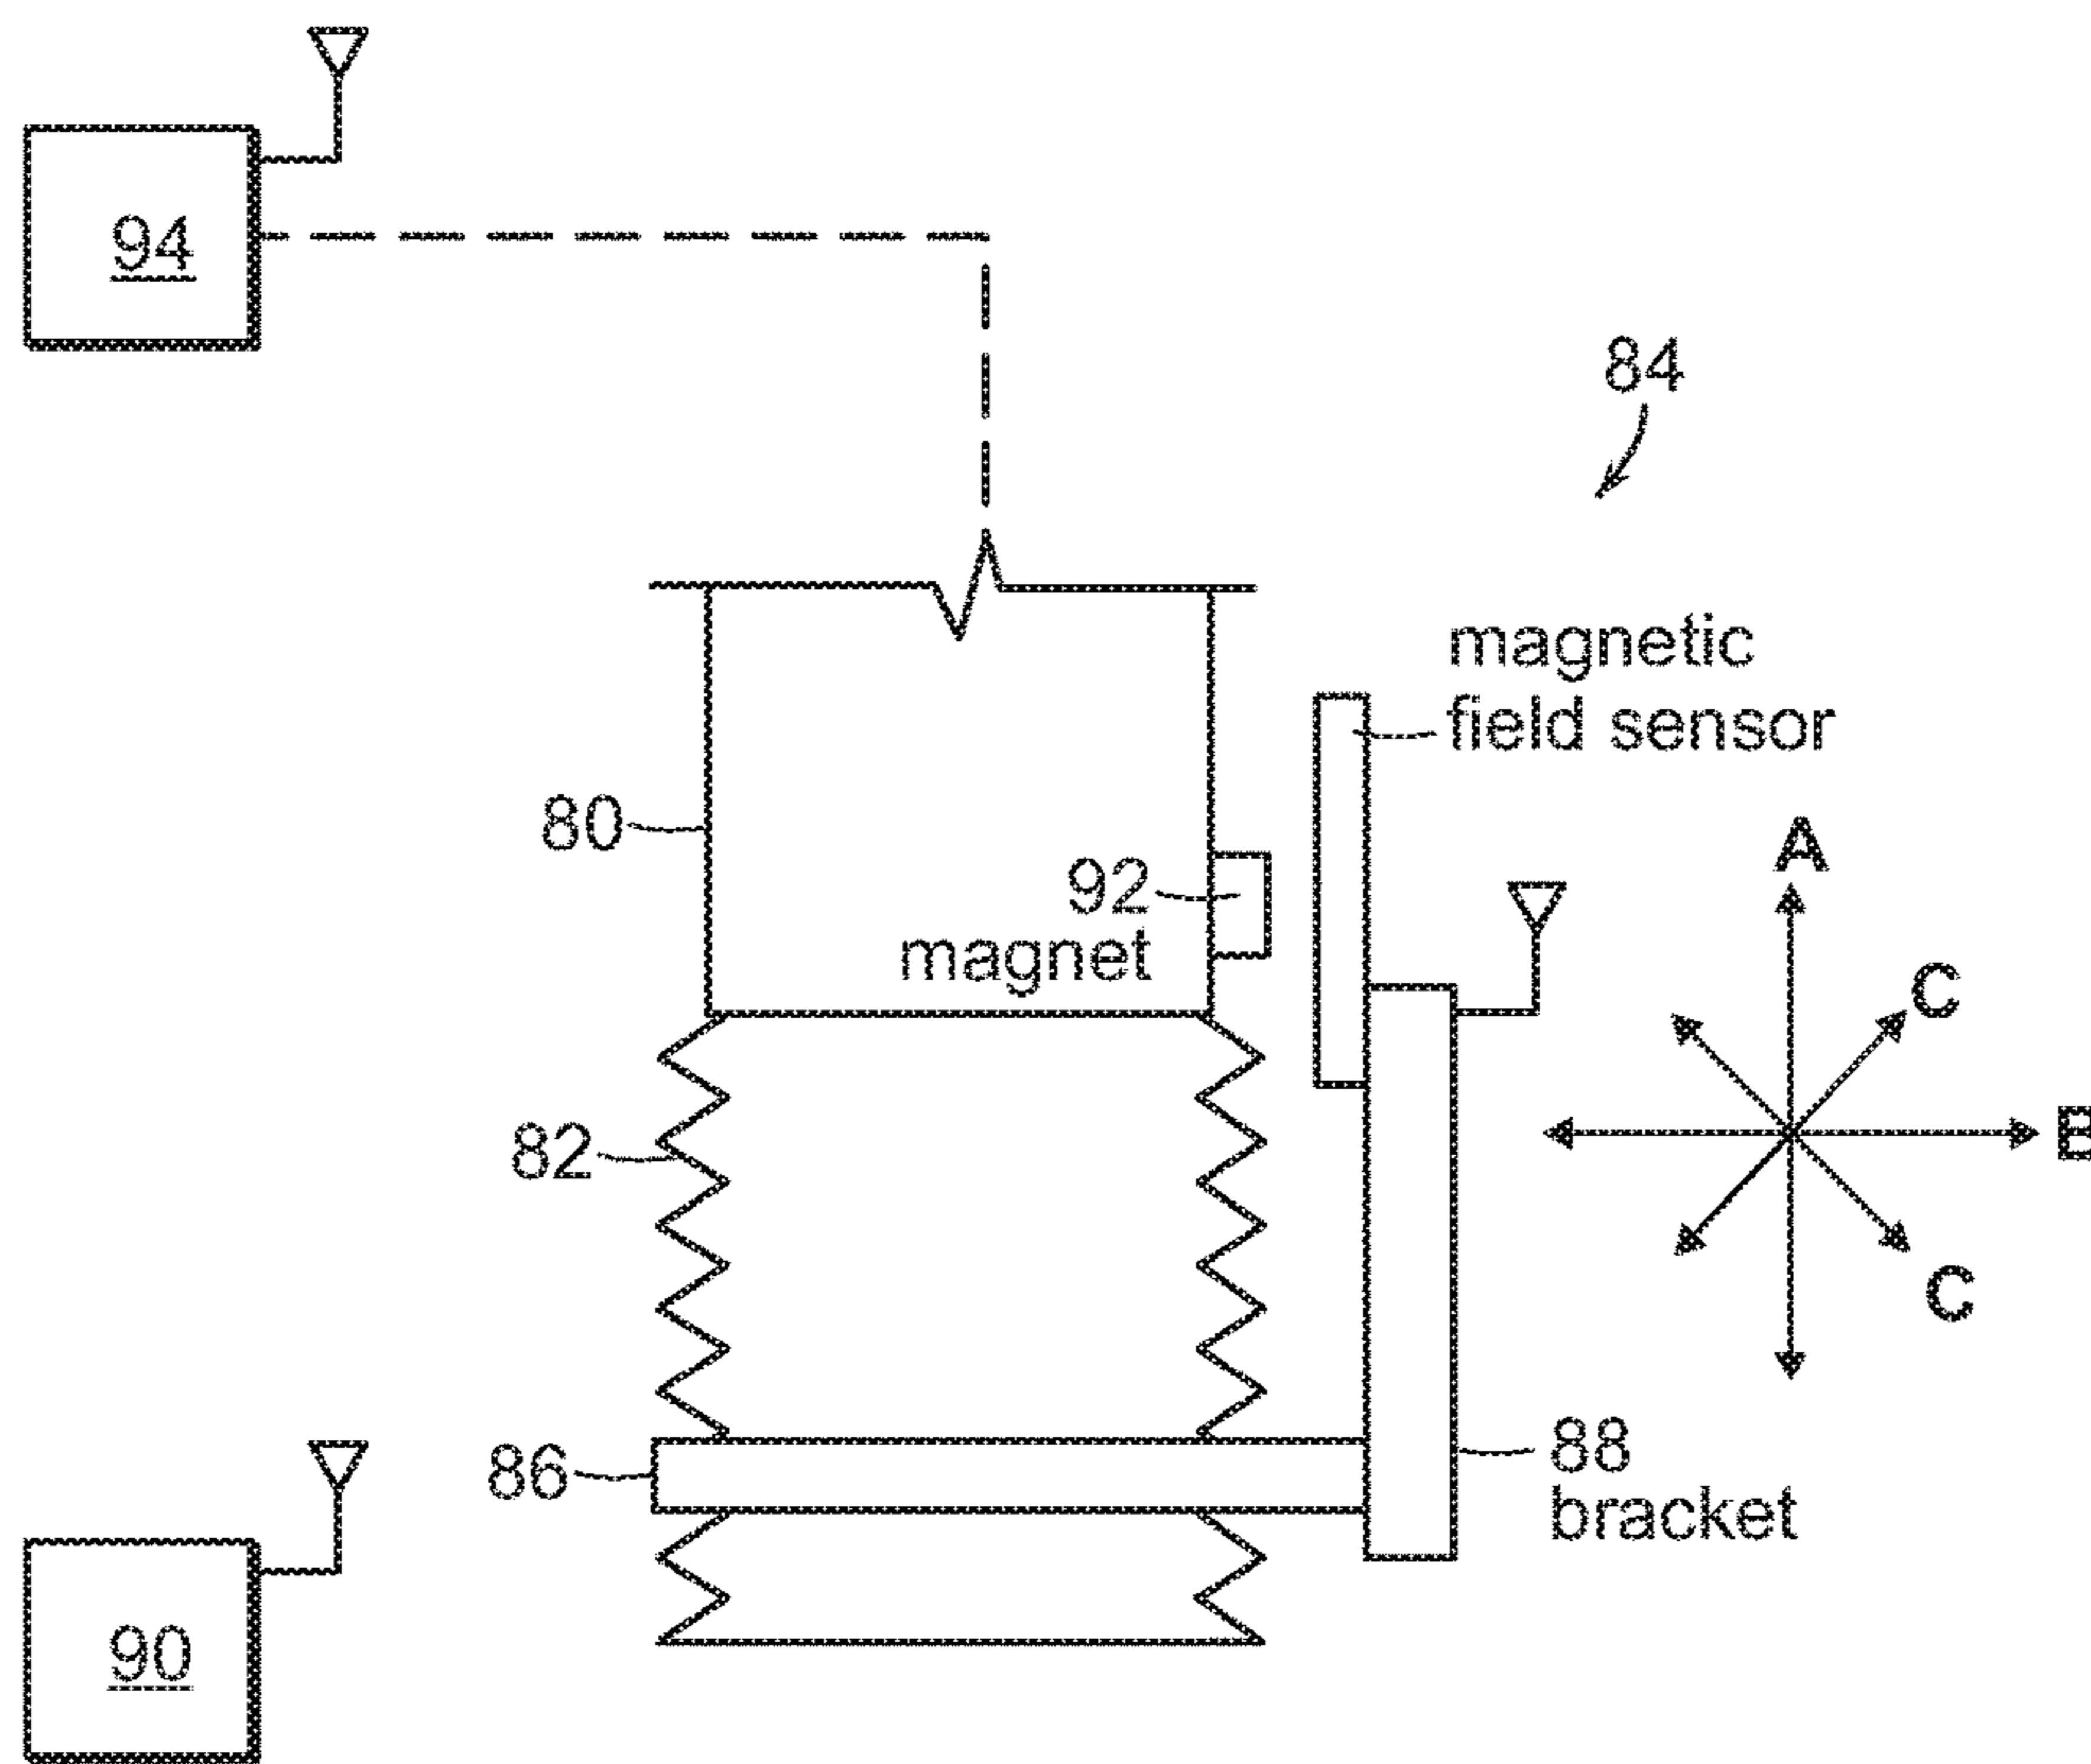 94
84
magnetic
field sensor
80
92
magnet
A
C
B
C
82
86
88
bracket
90